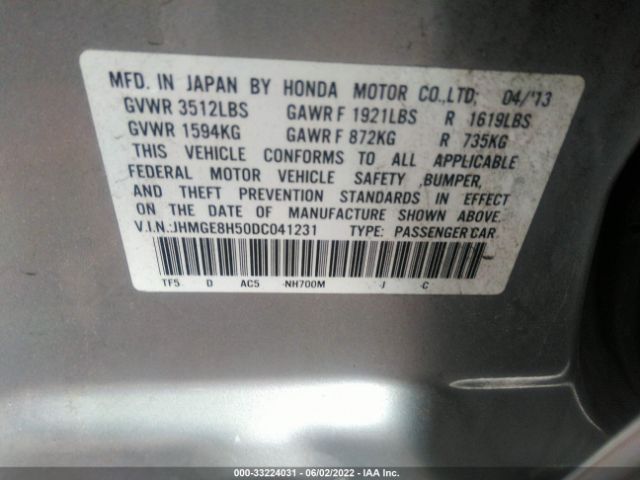 MFD. IN JAPAN BY HONDA MOTOR CO.,LTD; 04/'13
GVWR 3512LBS GAWR F 1921LBS R 1619LBS
GVWR 1594KG GAWR F 872KG R 735KG
THIS VEHICLE CONFORMS TO ALL APPLICABLE
FEDERAL MOTOR VEHICLE SAFETY ,BUMPER,
AND THEFT PREVENTION STANDARDS IN EFFECT
ON THE DATE OF MANUFACTURE SHOWN ABOVE.
V.I.N.:JHMGE8H50DC041231 TYPE: PASSENGER CAR
TF5 D AC5 -NH700M -J -C
000-33224031 - 06/02/2022 - IAA Inc.